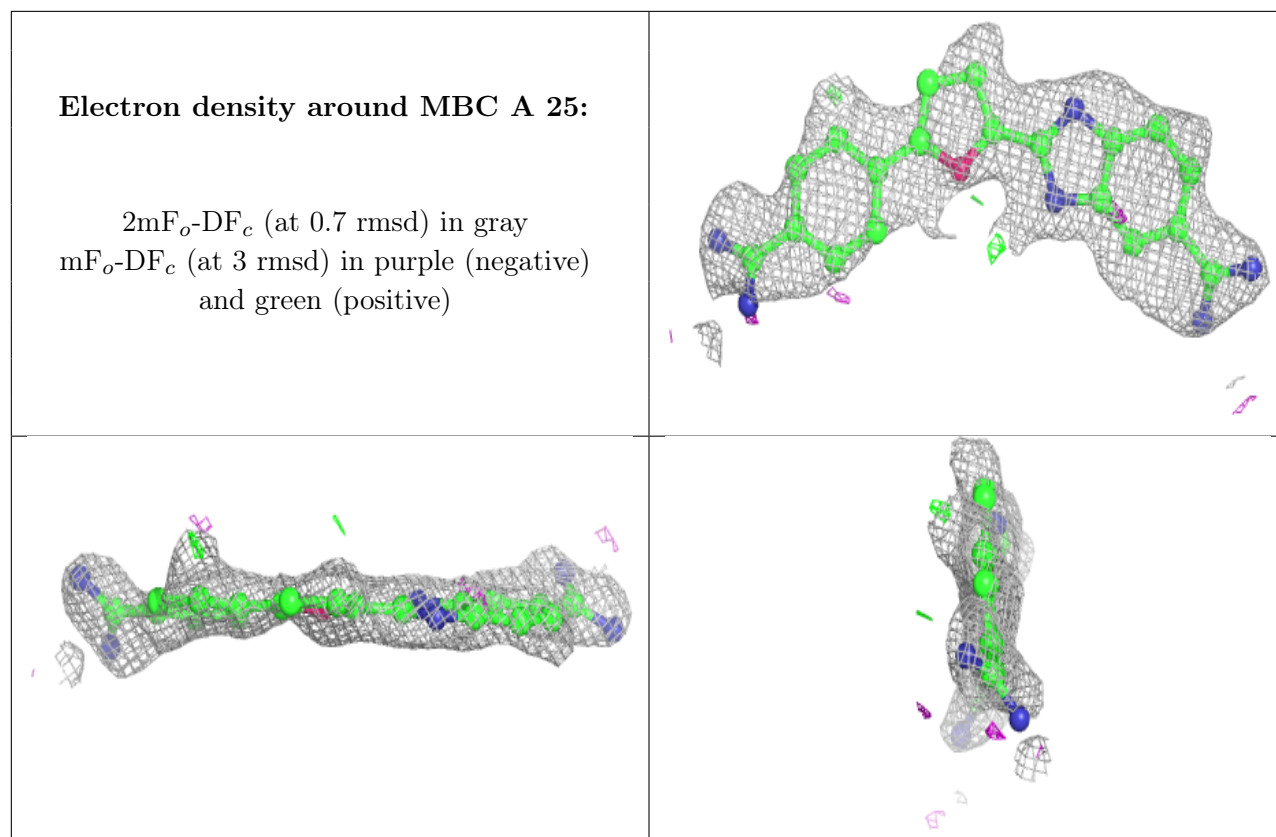 Electron density around MBC A 25:
2mFo-DFc (at 0.7 rmsd) in gray
mFo-DFc (at 3 rmsd) in purple (negative)
and green (positive)